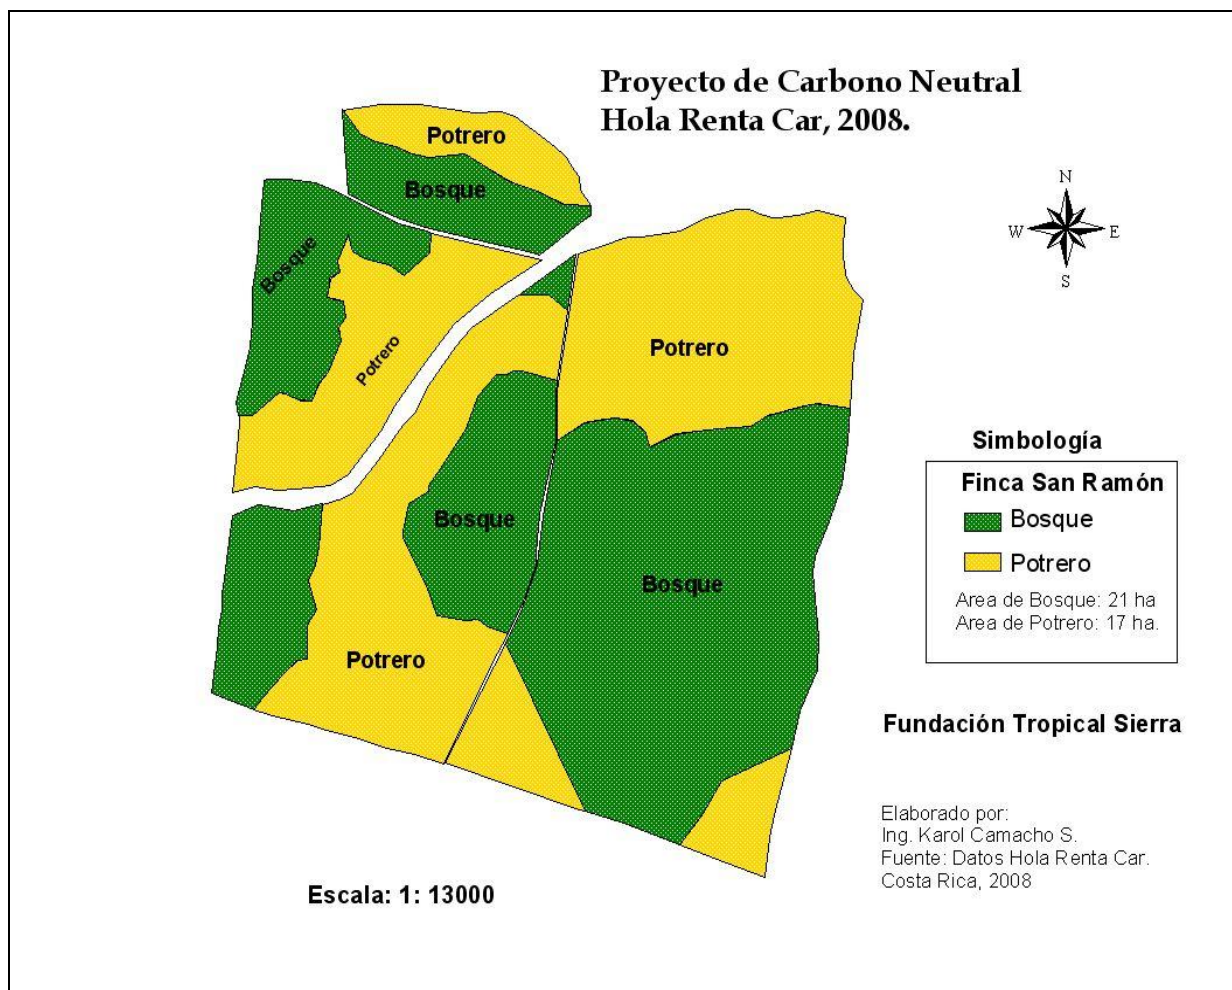 Proyecto de Carbono Neutral
Hola Renta Car, 2008.
Potrero
Bosque
N
W
E
S
Bosque
Potrero
Potrero
Bosque
Bosque
Potrero
Simbología
Finca San Ramón
Bosque
Potrero
Area de Bosque: 21 ha
Area de Potrero: 17 ha.
Fundación Tropical Sierra
Elaborado por:
Ing. Karol Camacho S.
Fuente: Datos Hola Renta Car.
Costa Rica, 2008
Escala: 1: 13000